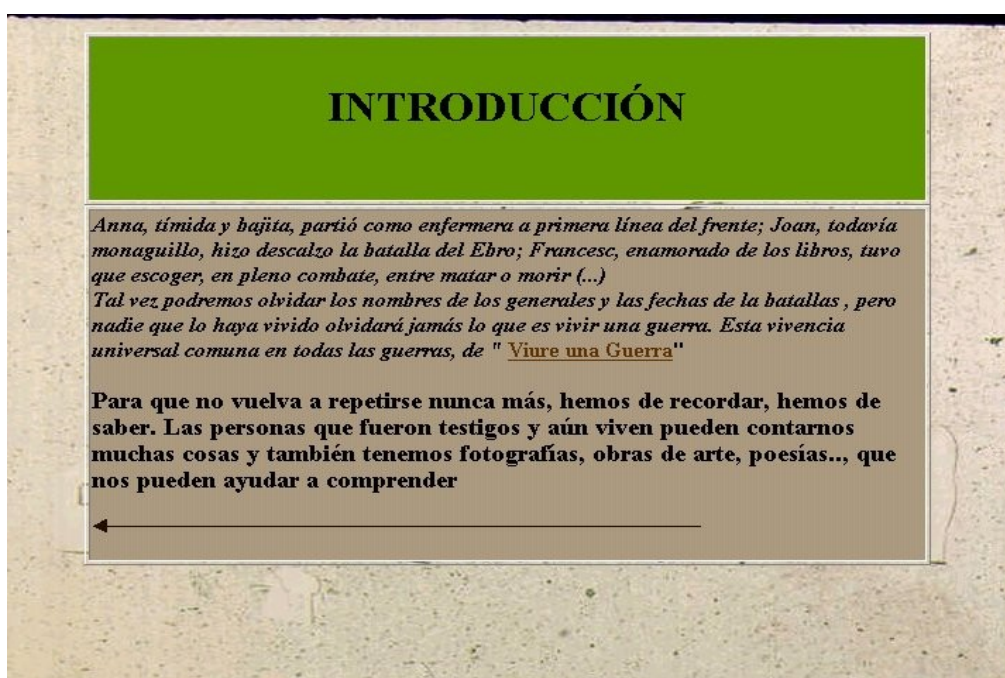 INTRODUCCIÓN
Anna, tímida y bajita, partió como enfermera a primera línea del frente; Joan, todavía
monaguillo, hizo descalzo la batalla del Ebro; Francesc, enamorado de los libros, tuvo
que escoger, en pleno combate, entre matar o morir (...)
Tal vez podremos olvidar los nombres de los generales y las fechas de la batallas , pero
nadie que lo haya vivido olvidará jamás lo que es vivir una guerra. Esta vivencia
universal comuna en todas las guerras, de " Viure una Guerra"
Para que no vuelva a repetirse nunca más, hemos de recordar, hemos de
saber. Las personas que fueron testigos y aún viven pueden contarnos
muchas cosas y también tenemos fotografías, obras de arte, poesías.., que
nos pueden ayudar a comprender